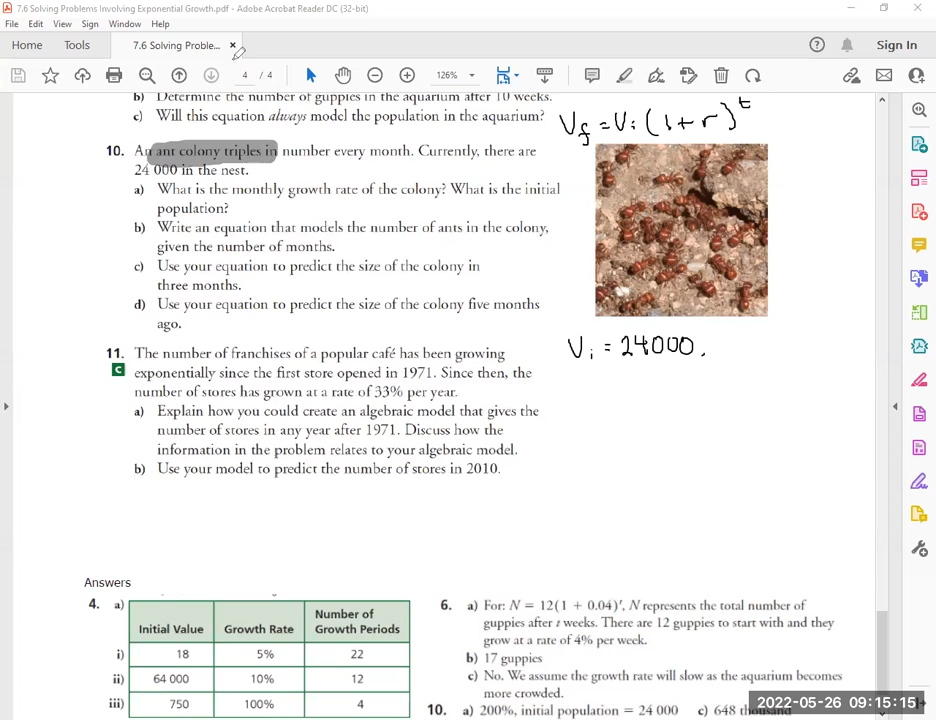 7.6 Solving Problems Involving Exponential Growth.pdf - Adobe Acrobat Reader DC (32-bit)
File Edit View Sign Window Help
Home Tools 7.6 Solving Proble... × Sign In
4 / 4 126%
b) Determine the number of guppies in the aquarium after 10 weeks.
c) Will this equation always model the population in the aquarium?
Vf = Vi (1+r)^t
10. An ant colony triples in number every month. Currently, there are
24 000 in the nest.
a) What is the monthly growth rate of the colony? What is the initial
population?
b) Write an equation that models the number of ants in the colony,
given the number of months.
c) Use your equation to predict the size of the colony in
three months.
d) Use your equation to predict the size of the colony five months
ago.
Vi = 24000.
11. The number of franchises of a popular café has been growing
C exponentially since the first store opened in 1971. Since then, the
number of stores has grown at a rate of 33% per year.
a) Explain how you could create an algebraic model that gives the
number of stores in any year after 1971. Discuss how the
information in the problem relates to your algebraic model.
b) Use your model to predict the number of stores in 2010.
Answers
4. a)
Initial Value Growth Rate Number of Growth Periods
i) 18 5% 22
ii) 64 000 10% 12
iii) 750 100% 4
6. a) For: N = 12(1 + 0.04)^t, N represents the total number of
guppies after t weeks. There are 12 guppies to start with and they
grow at a rate of 4% per week.
b) 17 guppies
c) No. We assume the growth rate will slow as the aquarium becomes
more crowded.
10. a) 200%, initial population = 24 000 c) 648 thousand
2022-05-26 09:15:15